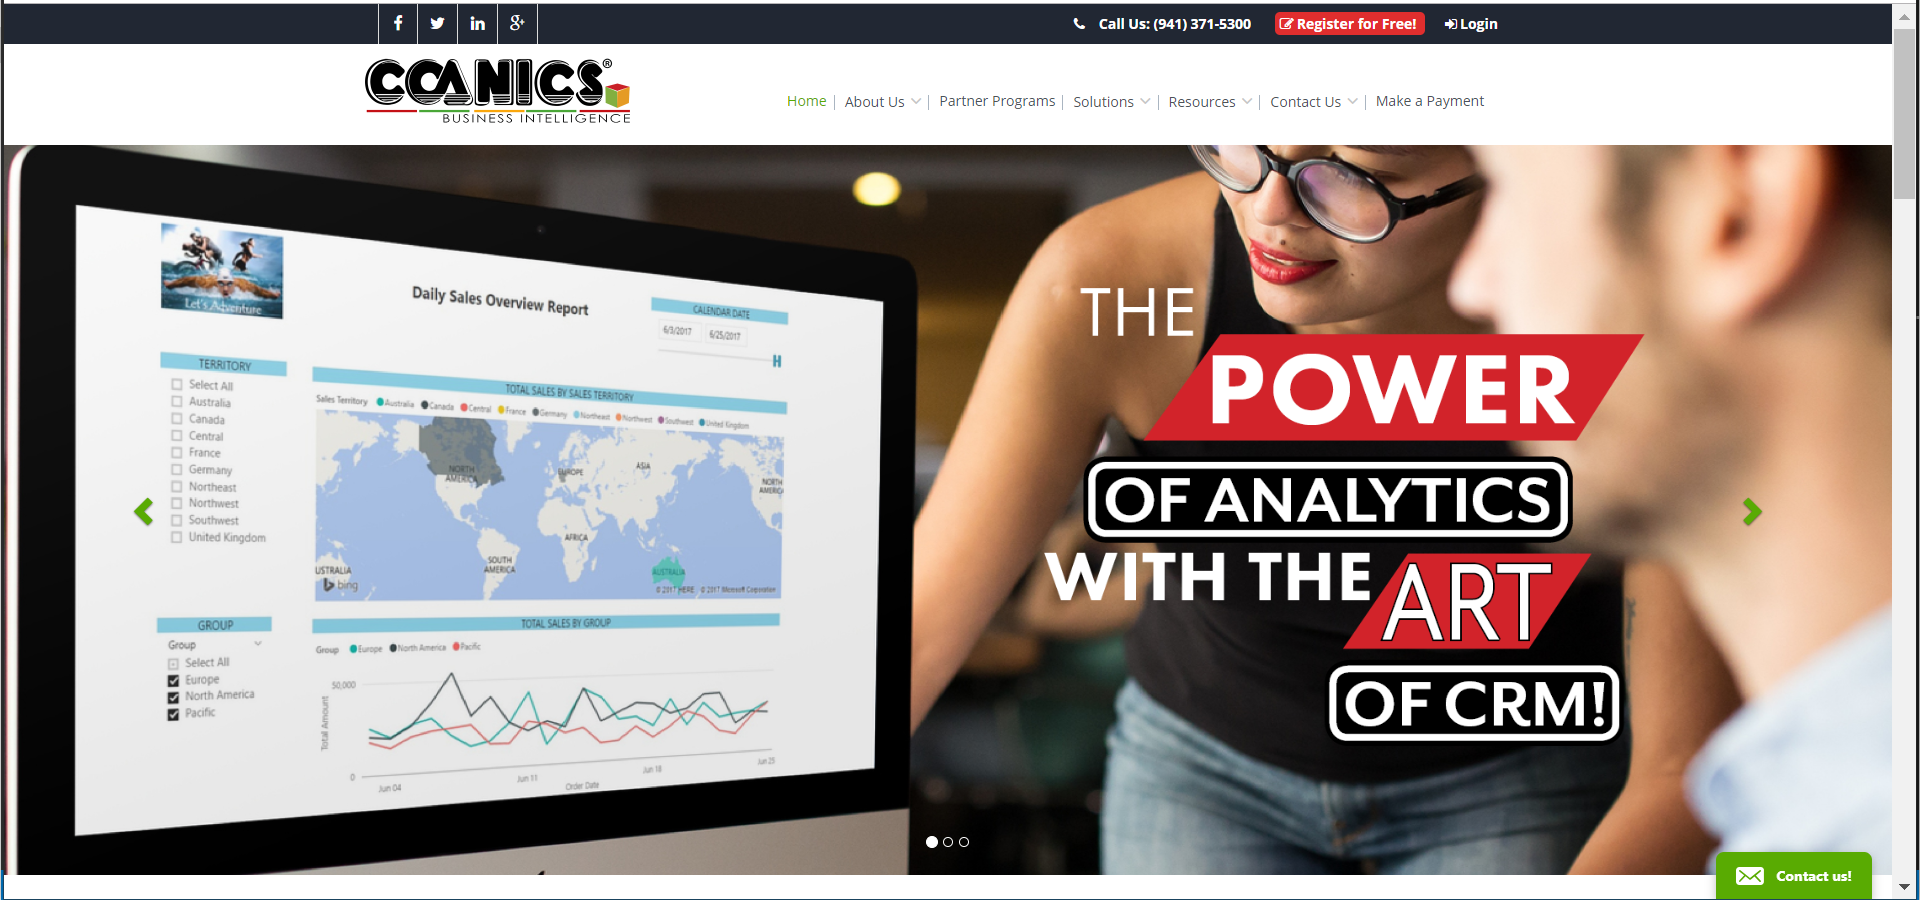 Call Us: (941) 371-5300
Register for Free!
Login
CCANICS®
BUSINESS INTELLIGENCE
Home
About Us
Partner Programs
Solutions
Resources
Contact Us
Make a Payment
Let's Adventure
Daily Sales Overview Report
CALENDAR DATE
6/3/2017
6/25/2017
TERRITORY
Select All
Australia
Canada
Central
France
Germany
Northeast
Northwest
Southwest
United Kingdom
TOTAL SALES BY SALES TERRITORY
Sales Territory Australia Canada Central France Germany Northeast Northwest Southwest United Kingdom
NORTH
AMERICA
EUROPE
ASIA
NORTH
AMERIC
AFRICA
SOUTH
AMERICA
USTRALIA
AUSTRALIA
bing
© 2017 HERE © 2017 Microsoft Corporation
GROUP
Group
Select All
Europe
North America
Pacific
TOTAL SALES BY GROUP
Group Europe North America Pacific
50,000
Total Amount
0
Jun 04
Jun 11
Jun 18
Jun 25
Order Date
THE
POWER
OF ANALYTICS
WITH THE ART
OF CRM!
Contact us!